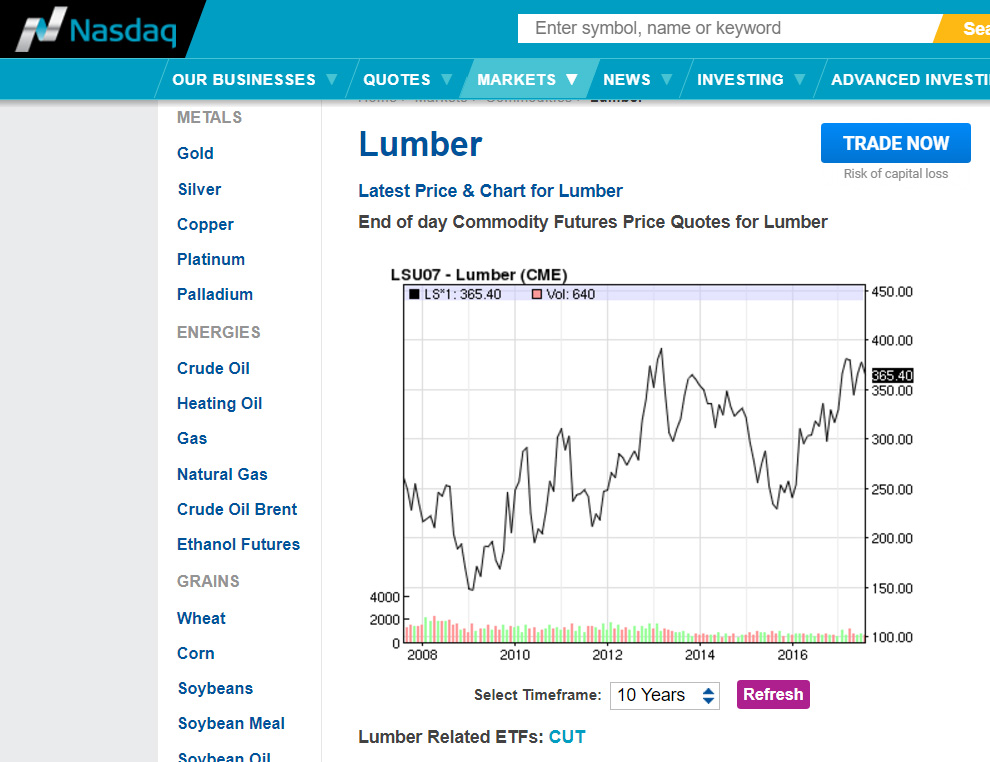 Nasdaq
Enter symbol, name or keyword
Sea
OUR BUSINESSES ▼ QUOTES ▼ MARKETS ▼ NEWS ▼ INVESTING ▼ ADVANCED INVESTI
METALS
Gold
Silver
Copper
Platinum
Palladium
ENERGIES
Crude Oil
Heating Oil
Gas
Natural Gas
Crude Oil Brent
Ethanol Futures
GRAINS
Wheat
Corn
Soybeans
Soybean Meal
Soybean Oil
Home Markets Commodities Lumber
Lumber
TRADE NOW
Risk of capital loss
Latest Price & Chart for Lumber
End of day Commodity Futures Price Quotes for Lumber
LSU07 - Lumber (CME)
LS*1: 365.40 Vol: 640
450.00
400.00
365.40
350.00
300.00
250.00
200.00
150.00
100.00
4000
2000
0
2008 2010 2012 2014 2016
Select Timeframe: 10 Years Refresh
Lumber Related ETFs: CUT